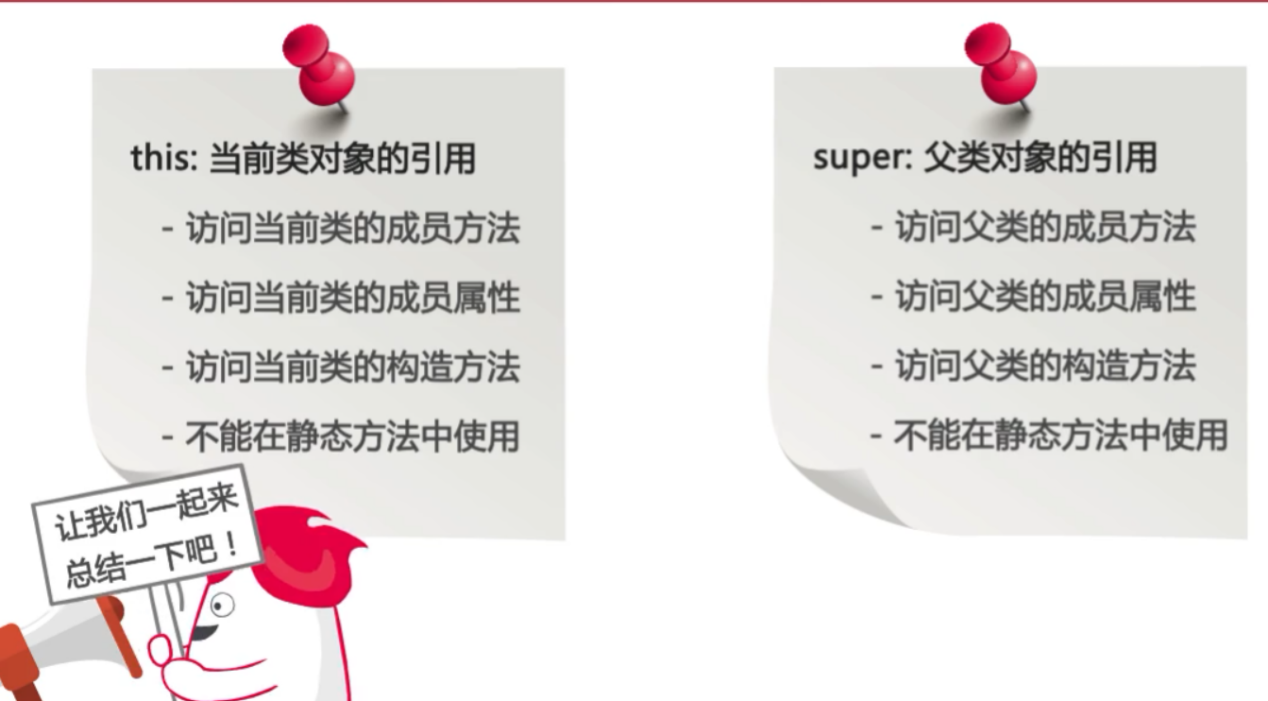 this: 当前类对象的引用
- 访问当前类的成员方法
- 访问当前类的成员属性
- 访问当前类的构造方法
- 不能在静态方法中使用
super: 父类对象的引用
- 访问父类的成员方法
- 访问父类的成员属性
- 访问父类的构造方法
- 不能在静态方法中使用
让我们一起来
总结一下吧！